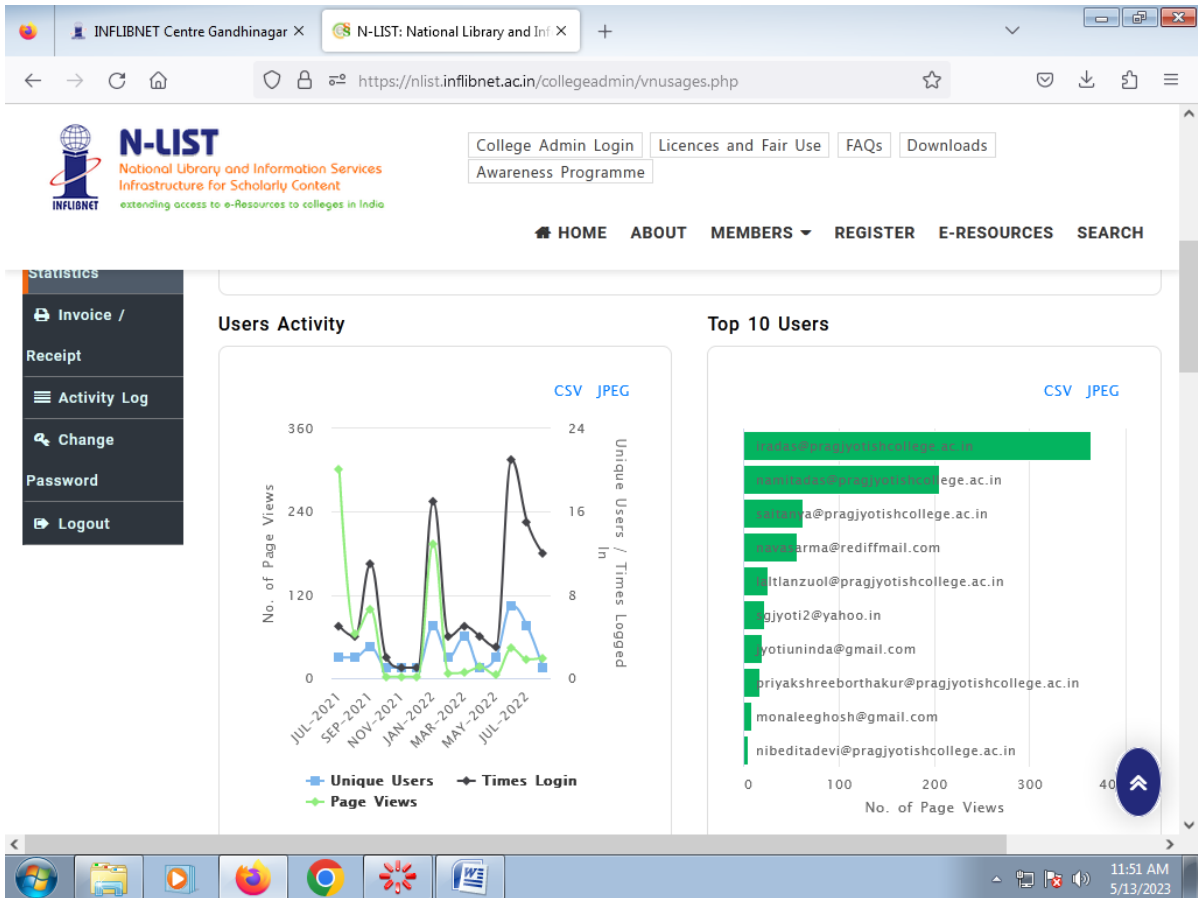 INFLIBNET Centre Gandhinagar
N-LIST: National Library and Inf
https://nlist.inflibnet.ac.in/collegeadmin/vnusages.php
INFLIBNET
N-LIST
National Library and Information Services
Infrastructure for Scholarly Content
extending access to e-Resources to colleges in India
College Admin Login
Licences and Fair Use
FAQs
Downloads
Awareness Programme
HOME
ABOUT
MEMBERS
REGISTER
E-RESOURCES
SEARCH
Statistics
Invoice /
Receipt
Activity Log
Change
Password
Logout
Users Activity
CSV JPEG
No. of Page Views
360
240
120
0
24
16
8
0
Unique Users / Times Logged
In
JUL-2021
SEP-2021
NOV-2021
JAN-2022
MAR-2022
MAY-2022
JUL-2022
Unique Users
Times Login
Page Views
Top 10 Users
CSV JPEG
iradas@pragjyotishcollege.ac.in
namitadas@pragjyotishcollege.ac.in
saitanya@pragjyotishcollege.ac.in
navasarma@rediffmail.com
laltlanzuol@pragjyotishcollege.ac.in
sgjyoti2@yahoo.in
jyotiuninda@gmail.com
priyakshreeborthakur@pragjyotishcollege.ac.in
monaleeghosh@gmail.com
nibeditadevi@pragjyotishcollege.ac.in
0
100
200
300
40
No. of Page Views
11:51 AM
5/13/2023